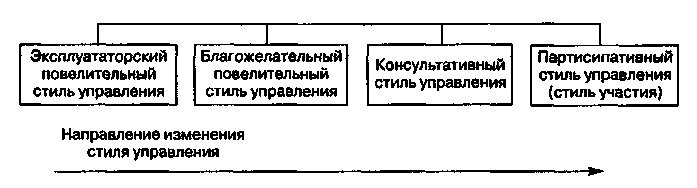 Эксплуататорский
повелительный
стиль управления
Благожелательный
повелительный
стиль управления
Консультативный
стиль управления
Партисипативный
стиль управления
(стиль участия)
Направление изменения
стиля управления